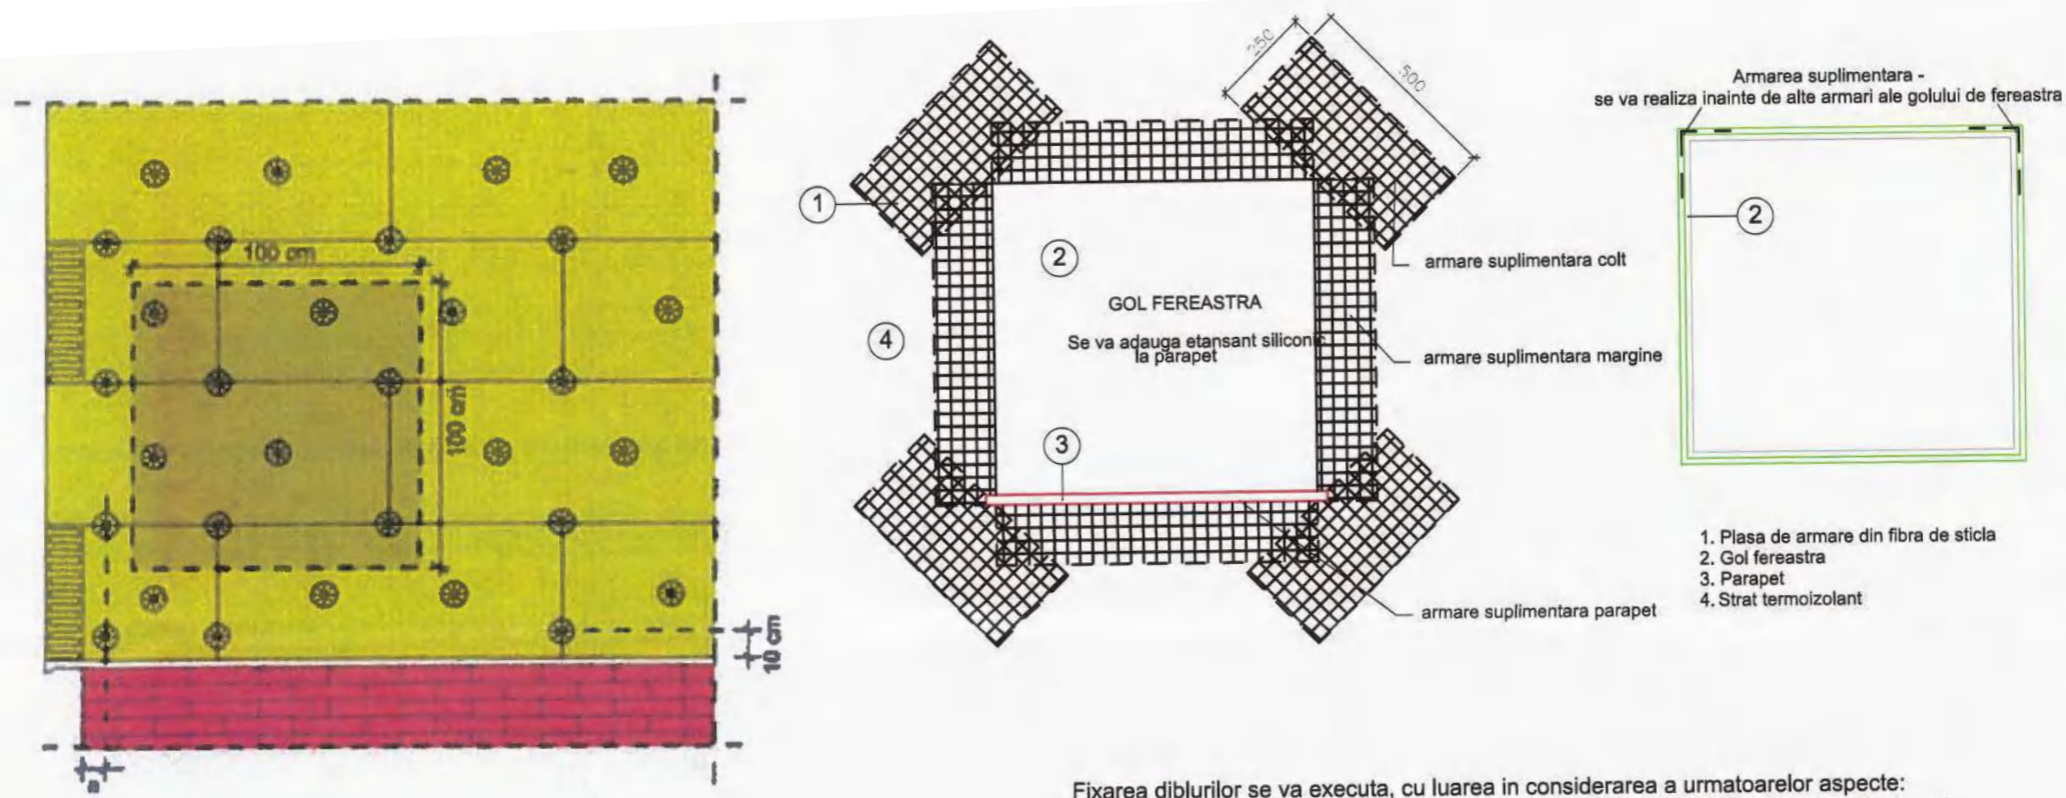 100 cm
100 cm
10 cm
a
250
500
1
2
GOL FEREASTRA
Se va adauga etansant siliconic
la parapet
4
3
armare suplimentara colt
armare suplimentara margine
armare suplimentara parapet
Armarea suplimentara -
se va realiza inainte de alte armari ale golului de fereastra
2
1. Plasa de armare din fibra de sticla
2. Gol fereastra
3. Parapet
4. Strat termoizolant
Fixarea diblurilor se va executa, cu luarea in considerarea a urmatoarelor aspecte: